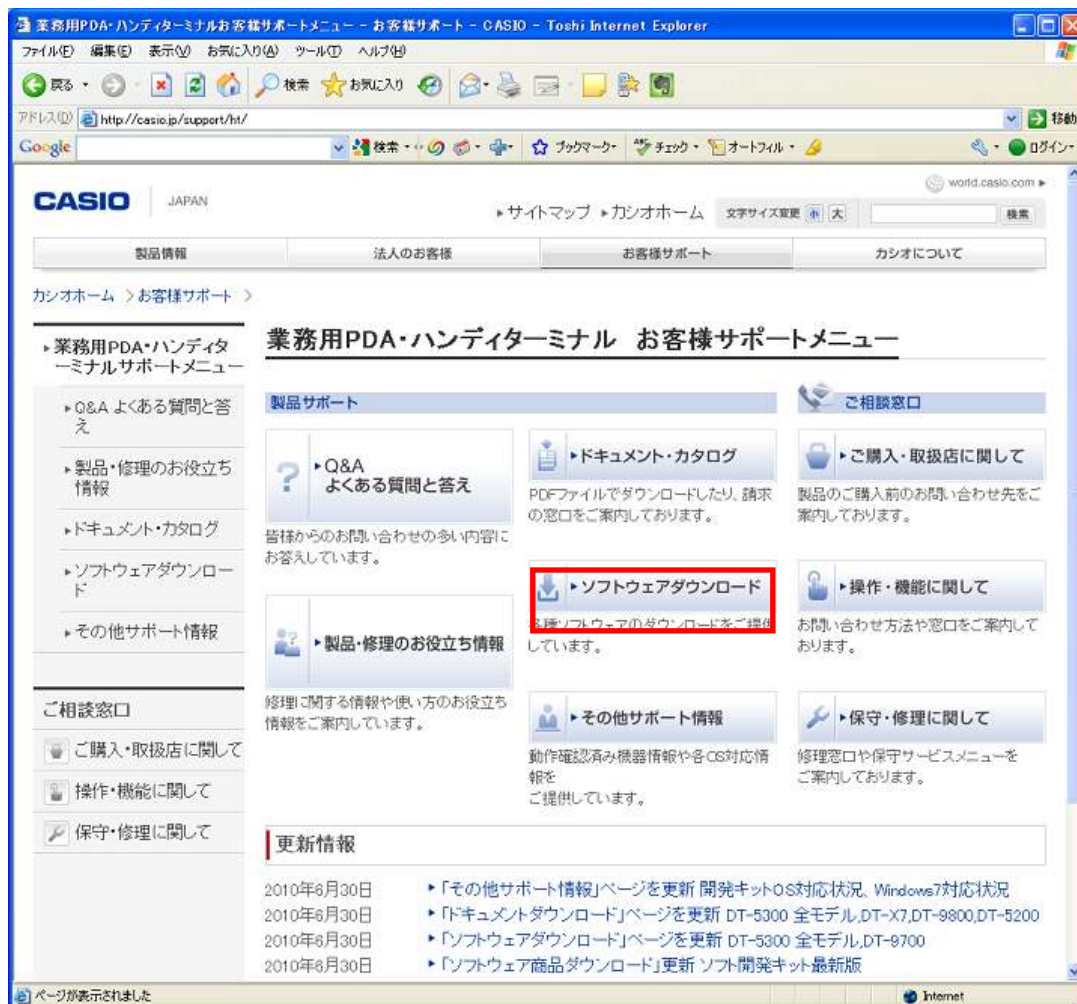 業務用PDA・ハンディターミナルお客様サポートメニュー - お客様サポート - CASIO - Toshi Internet Explorer
ファイル(F) 編集(E) 表示(V) お気に入り(A) ツール(T) ヘルプ(H)
戻る 検索 お気に入り
アドレス(D) http://casio.jp/support/ht/ 移動
Google 検索 ブックマーク チェック オートフィル ログイン
CASIO JAPAN
world.casio.com
サイトマップ カシオホーム 文字サイズ変更 小 大 検索
製品情報 法人のお客様 お客様サポート カシオについて
カシオホーム > お客様サポート >
業務用PDA・ハンディタ
ーミナルサポートメニュー
Q&A よくある質問と答
え
製品・修理のお役立ち
情報
ドキュメント・カタログ
ソフトウェアダウンロー
ド
その他サポート情報
ご相談窓口
ご購入・取扱店に関して
操作・機能に関して
保守・修理に関して
業務用PDA・ハンディターミナル お客様サポートメニュー
製品サポート
Q&A
よくある質問と答え
皆様からのお問い合わせの多い内容に
お答えしています。
製品・修理のお役立ち情報
修理に関する情報や使い方のお役立ち
情報をご案内しています。
ドキュメント・カタログ
PDFファイルでダウンロードしたり、請求
の窓口をご案内しております。
ソフトウェアダウンロード
各種ソフトウェアのダウンロードをご提供
しています。
その他サポート情報
動作確認済み機器情報や各OS対応情
報を
ご提供しています。
ご相談窓口
ご購入・取扱店に関して
製品のご購入前のお問い合わせ先をご
案内しております。
操作・機能に関して
お問い合わせ方法や窓口をご案内して
おります。
保守・修理に関して
修理窓口や保守サービスメニューを
ご案内しております。
更新情報
2010年6月30日 「その他サポート情報」ページを更新 開発キットOS対応状況、Windows7対応状況
2010年6月30日 「ドキュメントダウンロード」ページを更新 DT-5300 全モデル,DT-X7,DT-9800,DT-5200
2010年6月30日 「ソフトウェアダウンロード」ページを更新 DT-5300 全モデル,DT-9700
2010年6月30日 「ソフトウェア商品ダウンロード」更新 ソフト開発キット最新版
ページが表示されました Internet